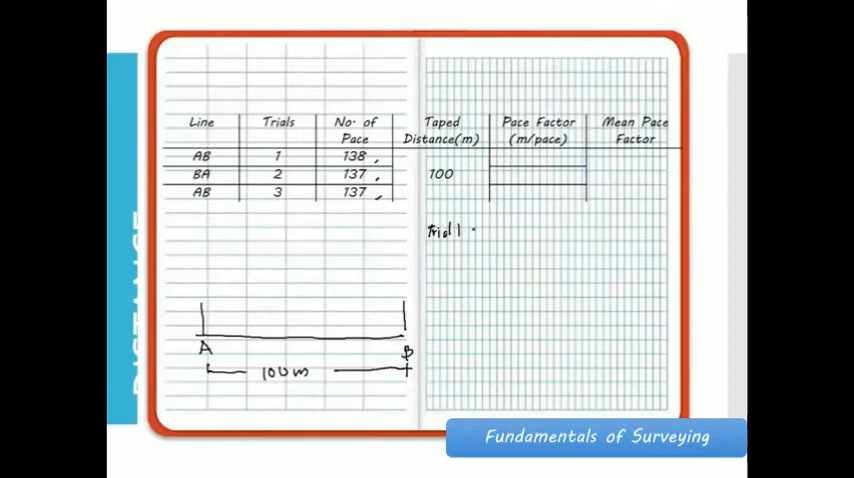 Line Trials No. of Pace Taped Distance(m) Pace Factor (m/pace) Mean Pace Factor
AB 1 138 ,
BA 2 137 , 100
AB 3 137 ,
Trial 1
A B
100m
DISTANCE
Fundamentals of Surveying